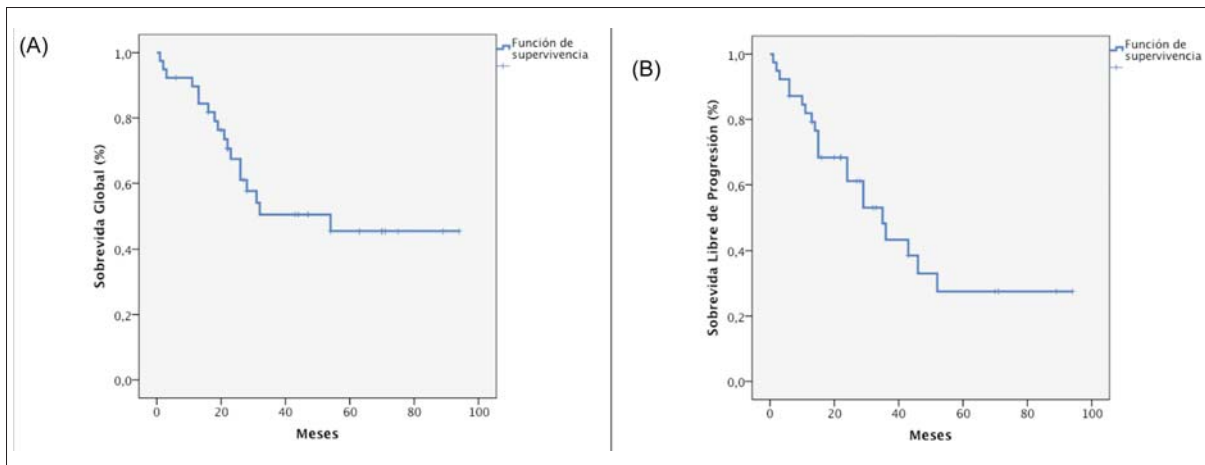 (A)
Función de
supervivencia
Sobrevida Global (%)
1,0
0,8
0,6
0,4
0,2
0,0
0 20 40 60 80 100
Meses
(B)
Función de
supervivencia
Sobrevida Libre de Progresión (%)
1,0
0,8
0,6
0,4
0,2
0,0
0 20 40 60 80 100
Meses